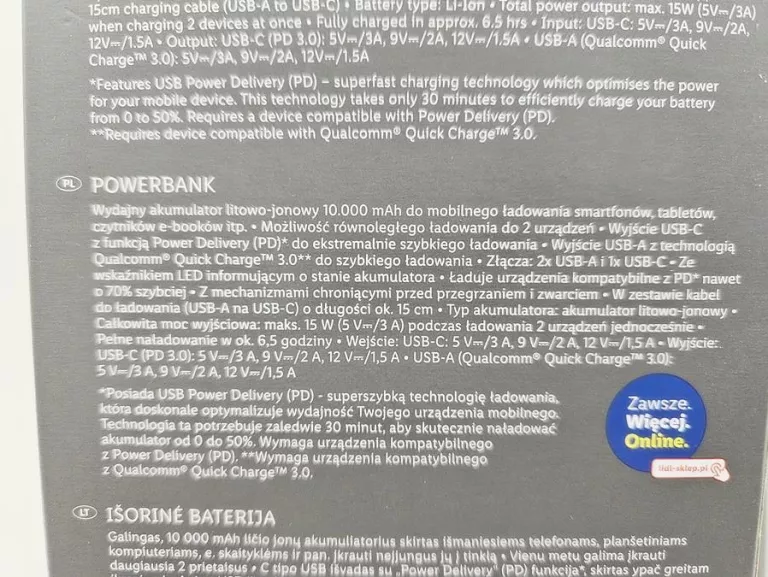 15cm charging cable (USB-A to USB-C) • Battery type: Li-Ion • Total power output: max. 15W (5V⎓/3A)
when charging 2 devices at once • Fully charged in approx. 6.5 hrs • Input: USB-C: 5V⎓/3A, 9V⎓/2A,
12V⎓/1.5A • Output: USB-C (PD 3.0): 5V⎓/3A, 9V⎓/2A, 12V⎓/1.5A • USB-A (Qualcomm® Quick
Charge™ 3.0): 5V⎓/3A, 9V⎓/2A, 12V⎓/1.5A
*Features USB Power Delivery (PD) – superfast charging technology which optimises the power
for your mobile device. This technology takes only 30 minutes to efficiently charge your battery
from 0 to 50%. Requires a device compatible with Power Delivery (PD).
**Requires device compatible with Qualcomm® Quick Charge™ 3.0.
PL POWERBANK
Wydajny akumulator litowo-jonowy 10.000 mAh do mobilnego ładowania smartfonów, tabletów,
czytników e-booków itp. • Możliwość równoległego ładowania do 2 urządzeń • Wyjście USB-C
z funkcją Power Delivery (PD)* do ekstremalnie szybkiego ładowania • Wyjście USB-A z technologią
Qualcomm® Quick Charge™ 3.0** do szybkiego ładowania • Złącza: 2x USB-A i 1x USB-C • Ze
wskaźnikiem LED informującym o stanie akumulatora • Ładuje urządzenia kompatybilne z PD* nawet
o 70% szybciej • Z mechanizmami chroniącymi przed przegrzaniem i zwarciem • W zestawie kabel
do ładowania (USB-A na USB-C) o długości ok. 15 cm • Typ akumulatora: akumulator litowo-jonowy •
Całkowita moc wyjściowa: maks. 15 W (5 V⎓/3 A) podczas ładowania 2 urządzeń jednocześnie •
Pełne naładowanie w ok. 6,5 godziny • Wejście: USB-C: 5 V⎓/3 A, 9 V⎓/2 A, 12 V⎓/1,5 A • Wyjście:
USB-C (PD 3.0): 5 V⎓/3 A, 9 V⎓/2 A, 12 V⎓/1,5 A • USB-A (Qualcomm® Quick Charge™ 3.0):
5 V⎓/3 A, 9 V⎓/2 A, 12 V⎓/1,5 A
*Posiada USB Power Delivery (PD) - superszybką technologię ładowania,
która doskonale optymalizuje wydajność Twojego urządzenia mobilnego.
Technologia ta potrzebuje zaledwie 30 minut, aby skutecznie naładować
akumulator od 0 do 50%. Wymaga urządzenia kompatybilnego
z Power Delivery (PD). **Wymaga urządzenia kompatybilnego
z Qualcomm® Quick Charge™ 3.0.
Zawsze.
Więcej.
Online.
lidl-sklep.pl
LT IŠORINĖ BATERIJA
Galingas, 10 000 mAh ličio jonų akumuliatorius skirtas išmaniesiems telefonams, planšetiniams
kompiuteriams, e. skaityklėms ir pan. įkrauti neįjungus jų į tinklą • Vienu metu galima įkrauti
daugiausia 2 prietaisus • C tipo USB išvadas su „Power Delivery" (PD) funkcija*, skirtas ypač greitam